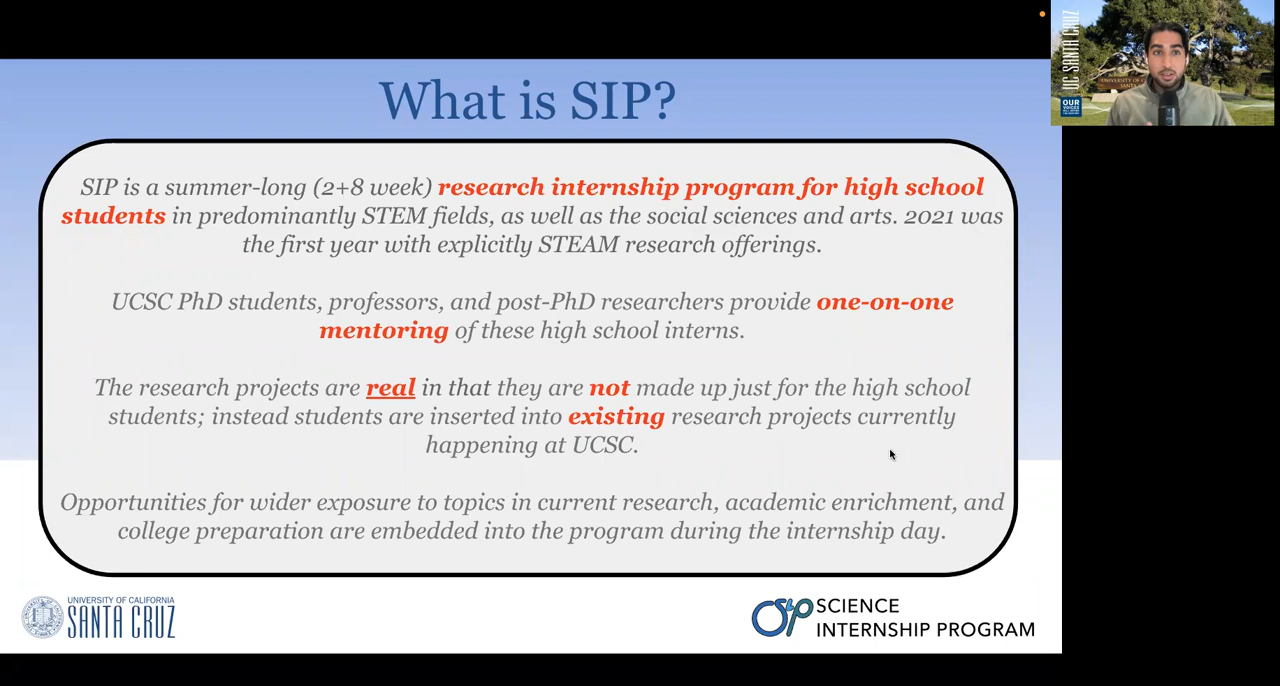 What is SIP?
SIP is a summer-long (2+8 week) research internship program for high school
students in predominantly STEM fields, as well as the social sciences and arts. 2021 was
the first year with explicitly STEAM research offerings.
UCSC PhD students, professors, and post-PhD researchers provide one-on-one
mentoring of these high school interns.
The research projects are real in that they are not made up just for the high school
students; instead students are inserted into existing research projects currently
happening at UCSC.
Opportunities for wider exposure to topics in current research, academic enrichment, and
college preparation are embedded into the program during the internship day.
UNIVERSITY OF CALIFORNIA
SANTA CRUZ
SIP SCIENCE
INTERNSHIP PROGRAM
UC SANTA CRUZ
OUR
VOICES